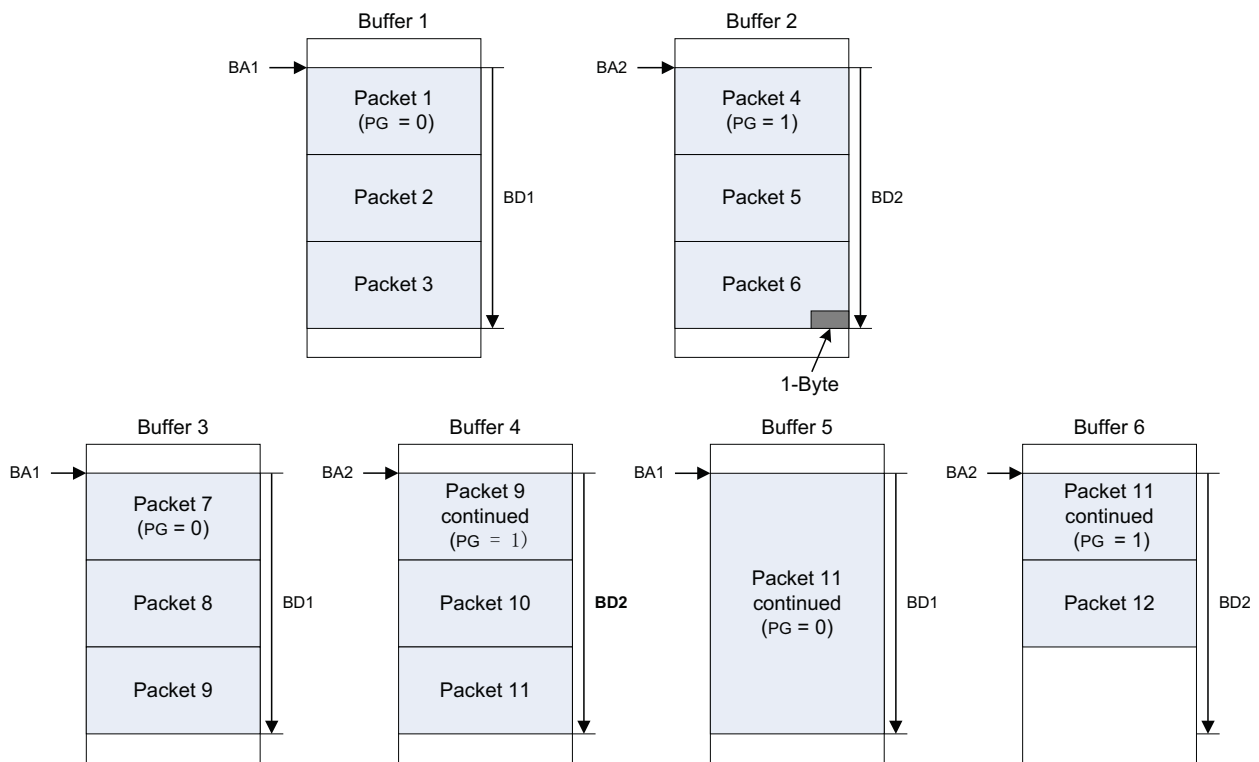 Buffer 1
Buffer 2
BA1
Packet 1
(PG = 0)
Packet 2
Packet 3
BD1
BA2
Packet 4
(PG = 1)
Packet 5
Packet 6
BD2
1-Byte
Buffer 3
Buffer 4
Buffer 5
Buffer 6
BA1
Packet 7
(PG = 0)
Packet 8
Packet 9
BD1
BA2
Packet 9
continued
(PG = 1)
Packet 10
Packet 11
BD2
BA1
Packet 11
continued
(PG = 0)
BD1
BA2
Packet 11
continued
(PG = 1)
Packet 12
BD2